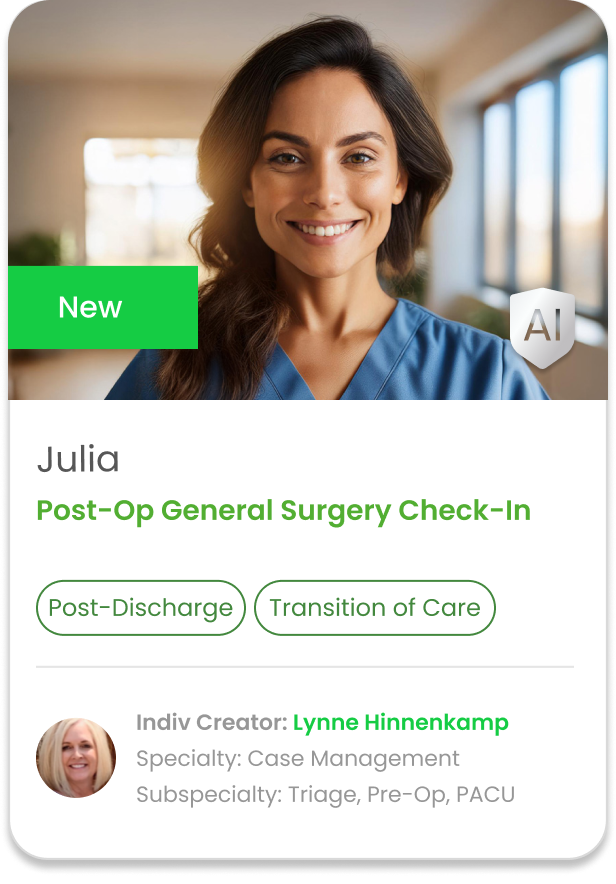 New
AI
Julia
Post-Op General Surgery Check-In
Post-Discharge
Transition of Care
Indiv Creator: Lynne Hinnenkamp
Specialty: Case Management
Subspecialty: Triage, Pre-Op, PACU